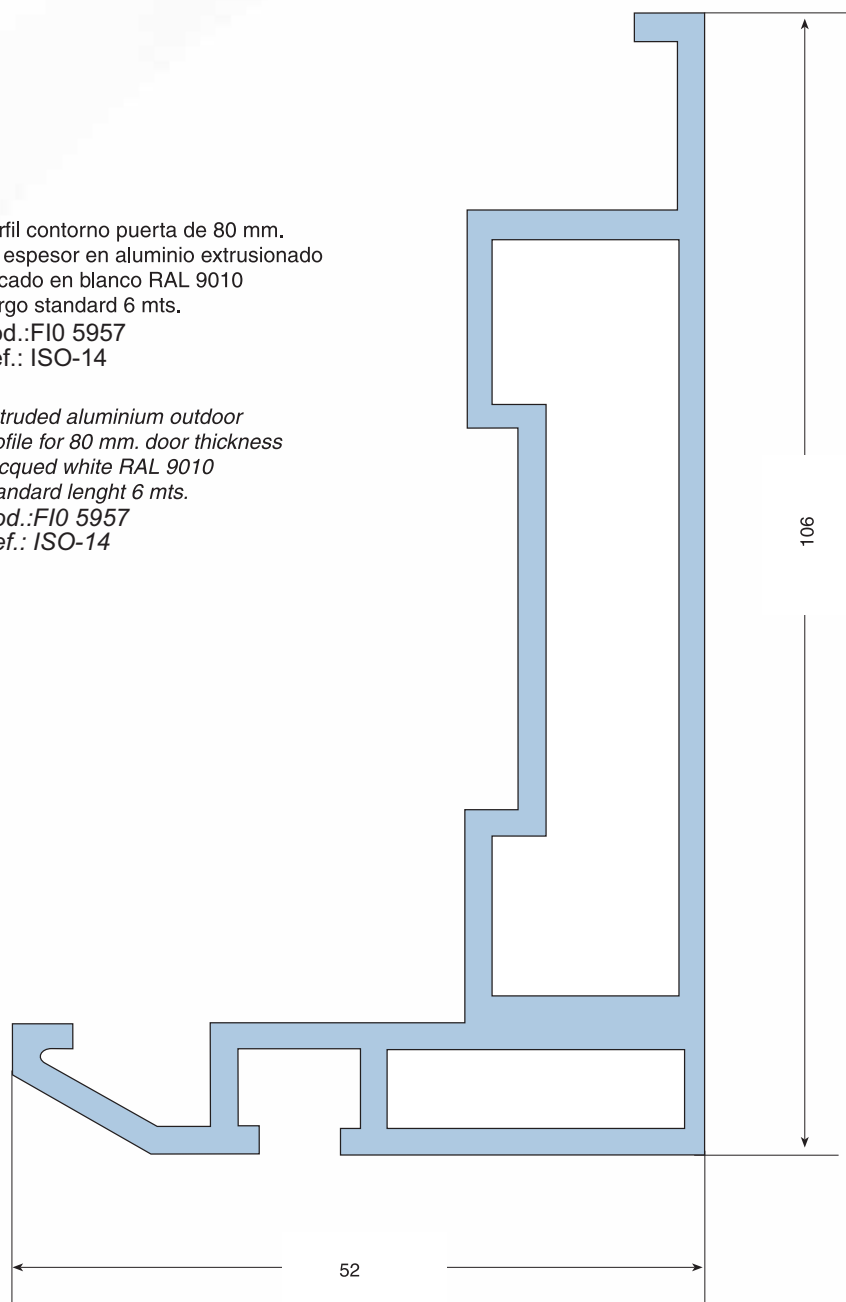 rfil contorno puerta de 80 mm.
espesor en aluminio extrusionado
cado en blanco RAL 9010
rgo standard 6 mts.
od.:FI0 5957
ef.: ISO-14
truded aluminium outdoor
ofile for 80 mm. door thickness
cqued white RAL 9010
andard lenght 6 mts.
od.:FI0 5957
ef.: ISO-14
106
52